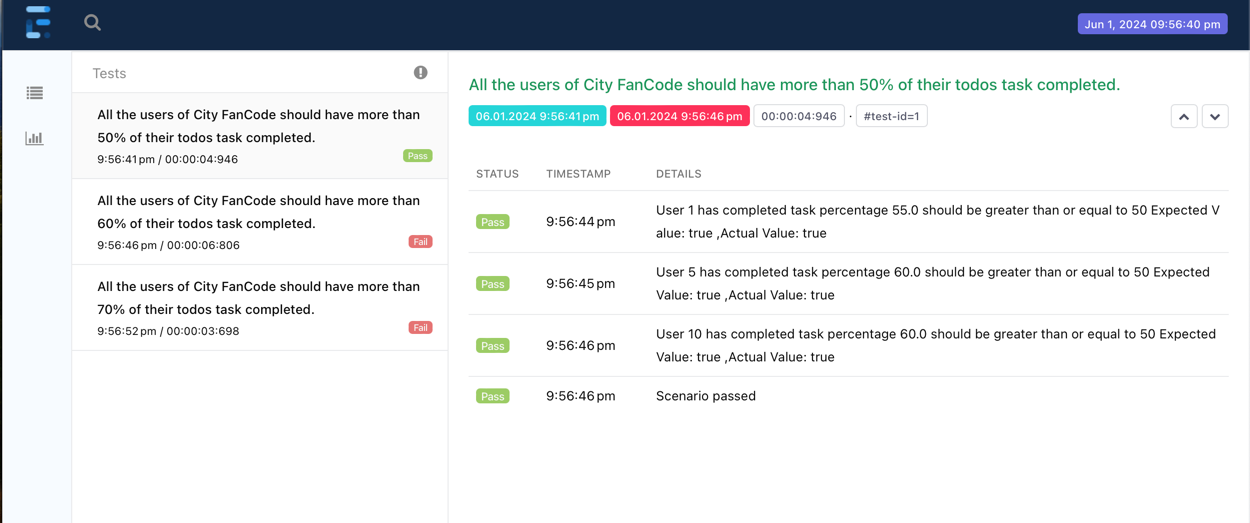 Jun 1, 2024 09:56:40 pm
Tests
All the users of City FanCode should have more than
50% of their todos task completed.
9:56:41 pm / 00:00:04:946
Pass
All the users of City FanCode should have more than
60% of their todos task completed.
9:56:46 pm / 00:00:06:806
Fail
All the users of City FanCode should have more than
70% of their todos task completed.
9:56:52 pm / 00:00:03:698
Fail
All the users of City FanCode should have more than 50% of their todos task completed.
06.01.2024 9:56:41 pm 06.01.2024 9:56:46 pm 00:00:04:946 · #test-id=1
STATUS TIMESTAMP DETAILS
Pass 9:56:44 pm User 1 has completed task percentage 55.0 should be greater than or equal to 50 Expected V
alue: true ,Actual Value: true
Pass 9:56:45 pm User 5 has completed task percentage 60.0 should be greater than or equal to 50 Expected
Value: true ,Actual Value: true
Pass 9:56:46 pm User 10 has completed task percentage 60.0 should be greater than or equal to 50 Expected
Value: true ,Actual Value: true
Pass 9:56:46 pm Scenario passed